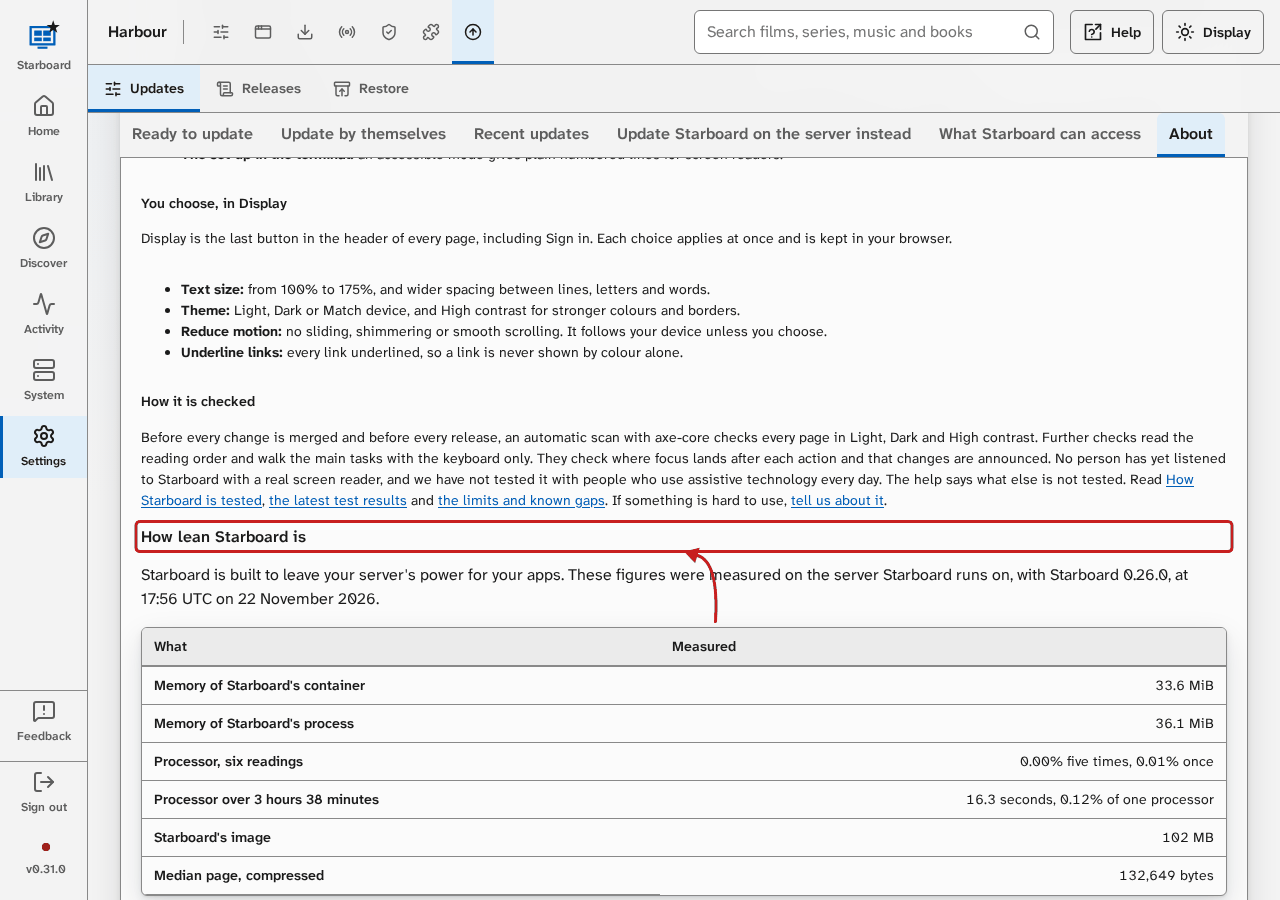 Starboard
Home
Library
Discover
Activity
System
Settings
Feedback
Sign out
v0.31.0
Harbour
Search films, series, music and books
Help
Display
Updates
Releases
Restore
Ready to update
Update by themselves
Recent updates
Update Starboard on the server instead
What Starboard can access
About
You choose, in Display
Display is the last button in the header of every page, including Sign in. Each choice applies at once and is kept in your browser.
Text size: from 100% to 175%, and wider spacing between lines, letters and words.
Theme: Light, Dark or Match device, and High contrast for stronger colours and borders.
Reduce motion: no sliding, shimmering or smooth scrolling. It follows your device unless you choose.
Underline links: every link underlined, so a link is never shown by colour alone.
How it is checked
Before every change is merged and before every release, an automatic scan with axe-core checks every page in Light, Dark and High contrast. Further checks read the
reading order and walk the main tasks with the keyboard only. They check where focus lands after each action and that changes are announced. No person has yet listened
to Starboard with a real screen reader, and we have not tested it with people who use assistive technology every day. The help says what else is not tested. Read How
Starboard is tested, the latest test results and the limits and known gaps. If something is hard to use, tell us about it.
How lean Starboard is
Starboard is built to leave your server's power for your apps. These figures were measured on the server Starboard runs on, with Starboard 0.26.0, at
17:56 UTC on 22 November 2026.
What Measured
Memory of Starboard's container 33.6 MiB
Memory of Starboard's process 36.1 MiB
Processor, six readings 0.00% five times, 0.01% once
Processor over 3 hours 38 minutes 16.3 seconds, 0.12% of one processor
Starboard's image 102 MB
Median page, compressed 132,649 bytes